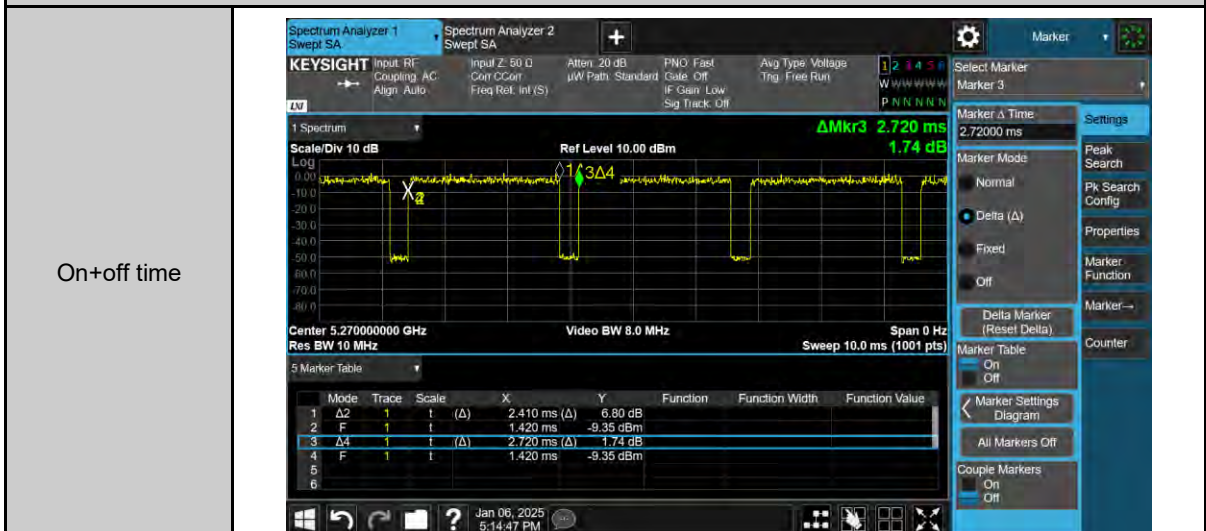 On+off time
Spectrum Analyzer 1
Swept SA
Spectrum Analyzer 2
Swept SA
+
Marker
KEYSIGHT
Input: RF
Coupling: AC
Align: Auto
Input Z: 50 Ω
Corr CCorr
Freq Ref: Int (S)
Atten: 20 dB
µW Path: Standard
PNO: Fast
Gate: Off
IF Gain: Low
Sig Track: Off
Avg Type: Voltage
Trig: Free Run
1 2 3 4 5 6
W W W W W W
P N N N N N
LXI
Select Marker
Marker 3
1 Spectrum
ΔMkr3 2.720 ms
1.74 dB
Scale/Div 10 dB
Ref Level 10.00 dBm
Log
0.00
-10.0
-20.0
-30.0
-40.0
-50.0
-60.0
-70.0
-80.0
3Δ4
Center 5.270000000 GHz
Video BW 8.0 MHz
Span 0 Hz
Res BW 10 MHz
Sweep 10.0 ms (1001 pts)
Marker Δ Time
2.72000 ms
Marker Mode
Normal
Delta (Δ)
Fixed
Off
Delta Marker
(Reset Delta)
Marker Table
On
Off
Marker Settings
Diagram
All Markers Off
Couple Markers
On
Off
Settings
Peak
Search
Pk Search
Config
Properties
Marker
Function
Marker→
Counter
5 Marker Table
Mode Trace Scale X Y Function Function Width Function Value
1 Δ2 1 t (Δ) 2.410 ms (Δ) 6.80 dB
2 F 1 t 1.420 ms -9.35 dBm
3 Δ4 1 t (Δ) 2.720 ms (Δ) 1.74 dB
4 F 1 t 1.420 ms -9.35 dBm
5
6
?
Jan 06, 2025
5:14:47 PM